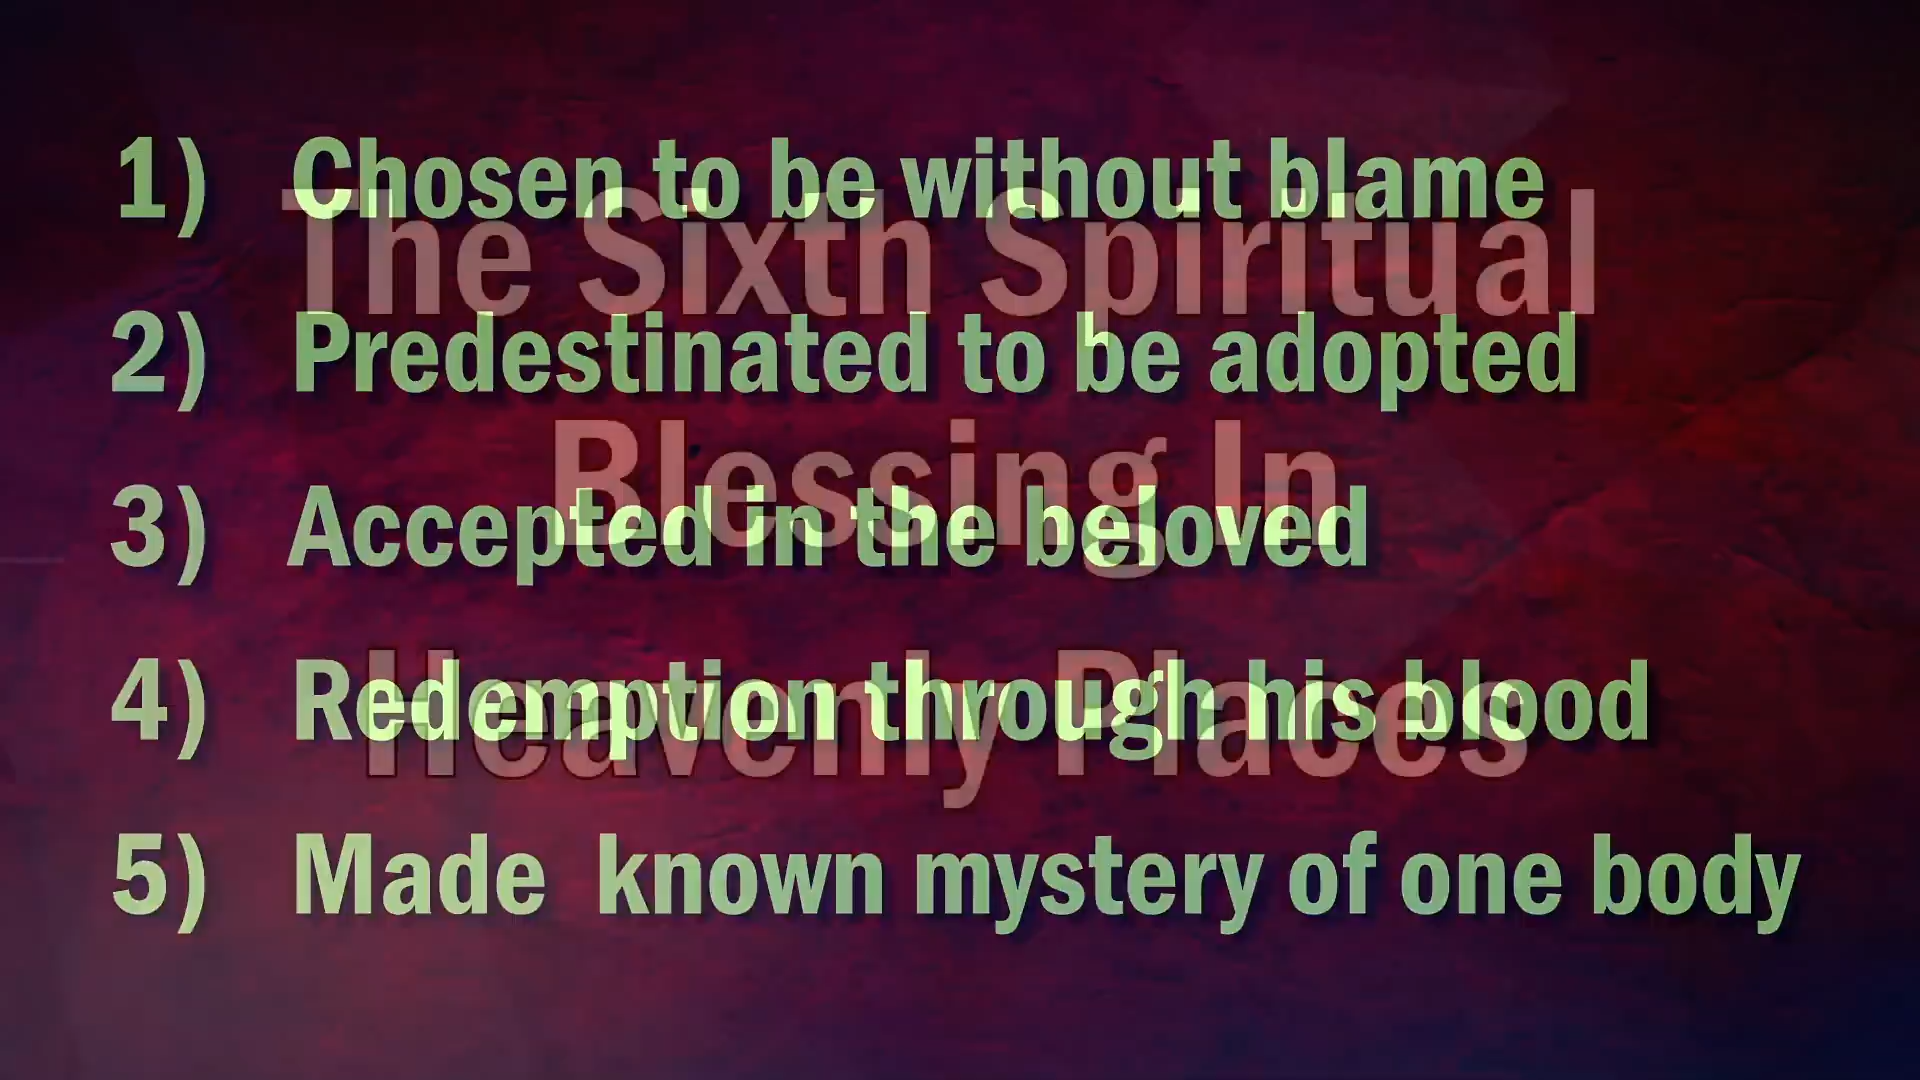 1) Chosen to be without blame
The Sixth Spiritual
2) Predestinated to be adopted
Blessing In
3) Accepted in the beloved
4) Redemption through his blood
Heavenly Places
5) Made known mystery of one body